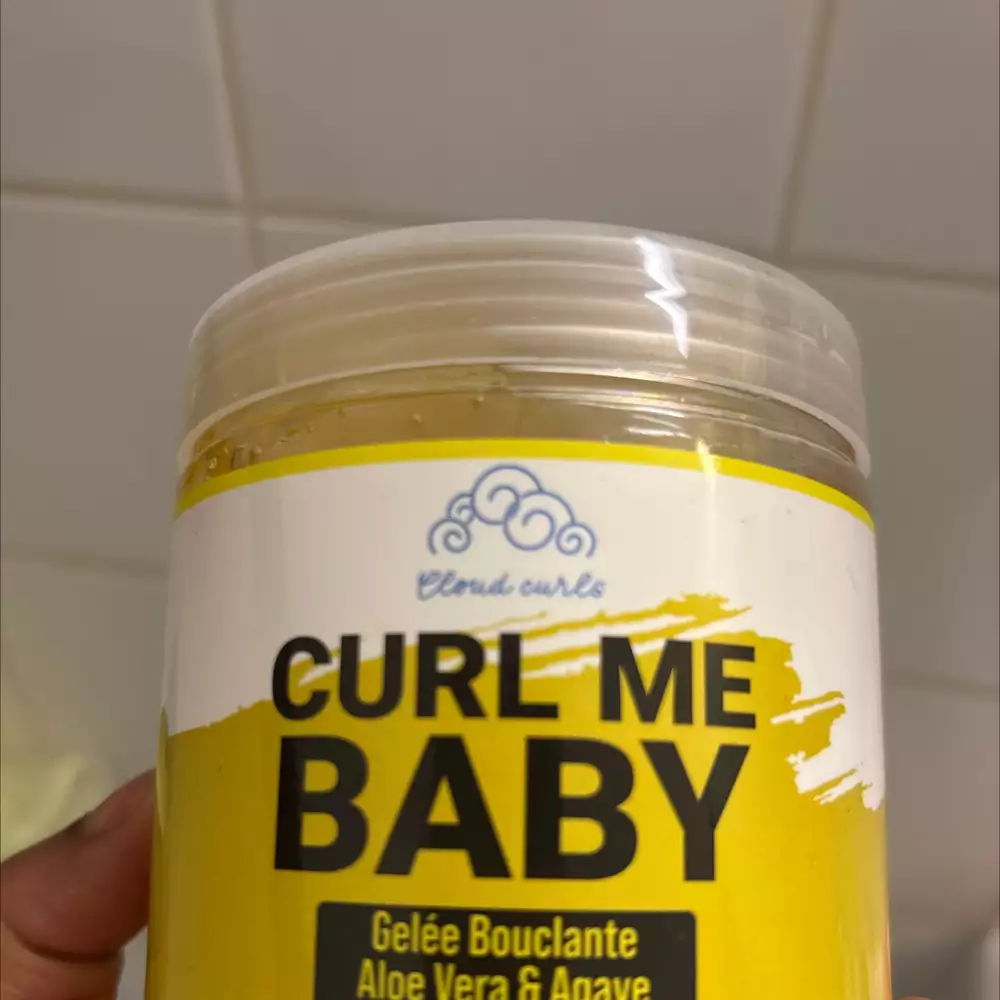 Cloud curls
CURL ME
BABY
Gelée Bouclante
Aloe Vera & Agave